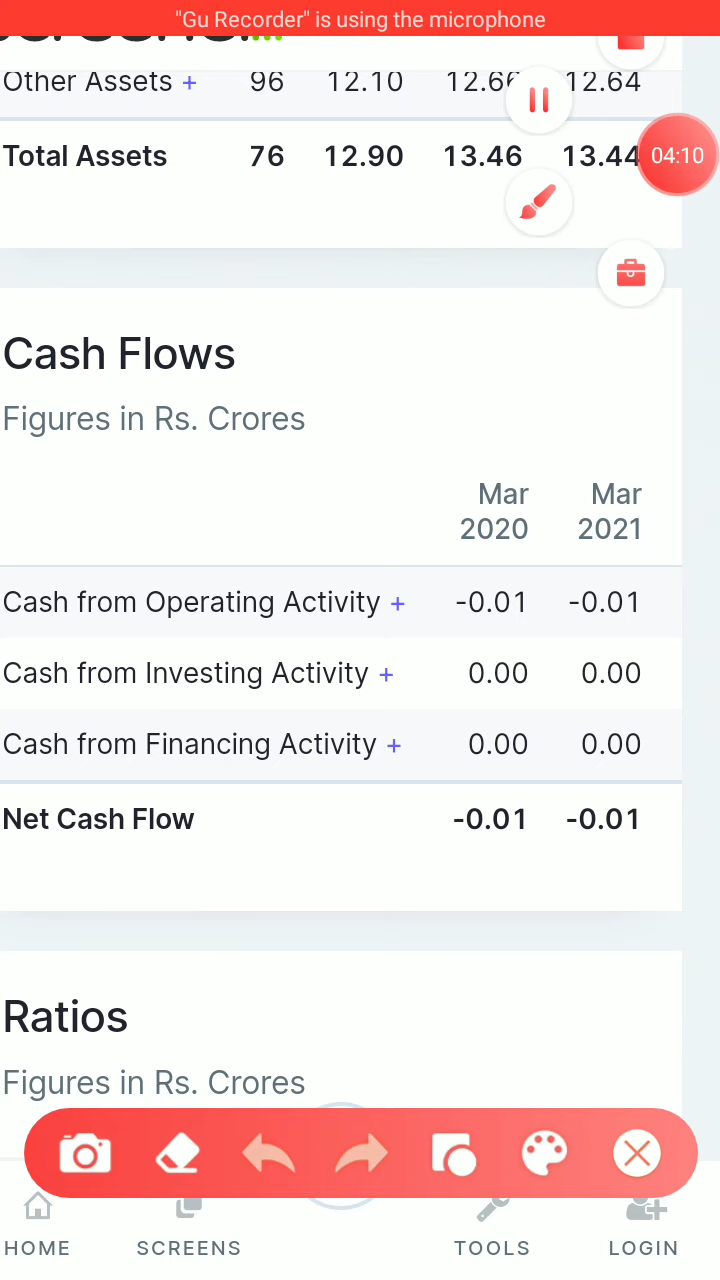 "Gu Recorder" is using the microphone
Other Assets + 96 12.10 12.66 12.64
Total Assets 76 12.90 13.46 13.44
04:10
Cash Flows
Figures in Rs. Crores
Mar 2020 Mar 2021
Cash from Operating Activity + -0.01 -0.01
Cash from Investing Activity + 0.00 0.00
Cash from Financing Activity + 0.00 0.00
Net Cash Flow -0.01 -0.01
Ratios
Figures in Rs. Crores
HOME SCREENS TOOLS LOGIN